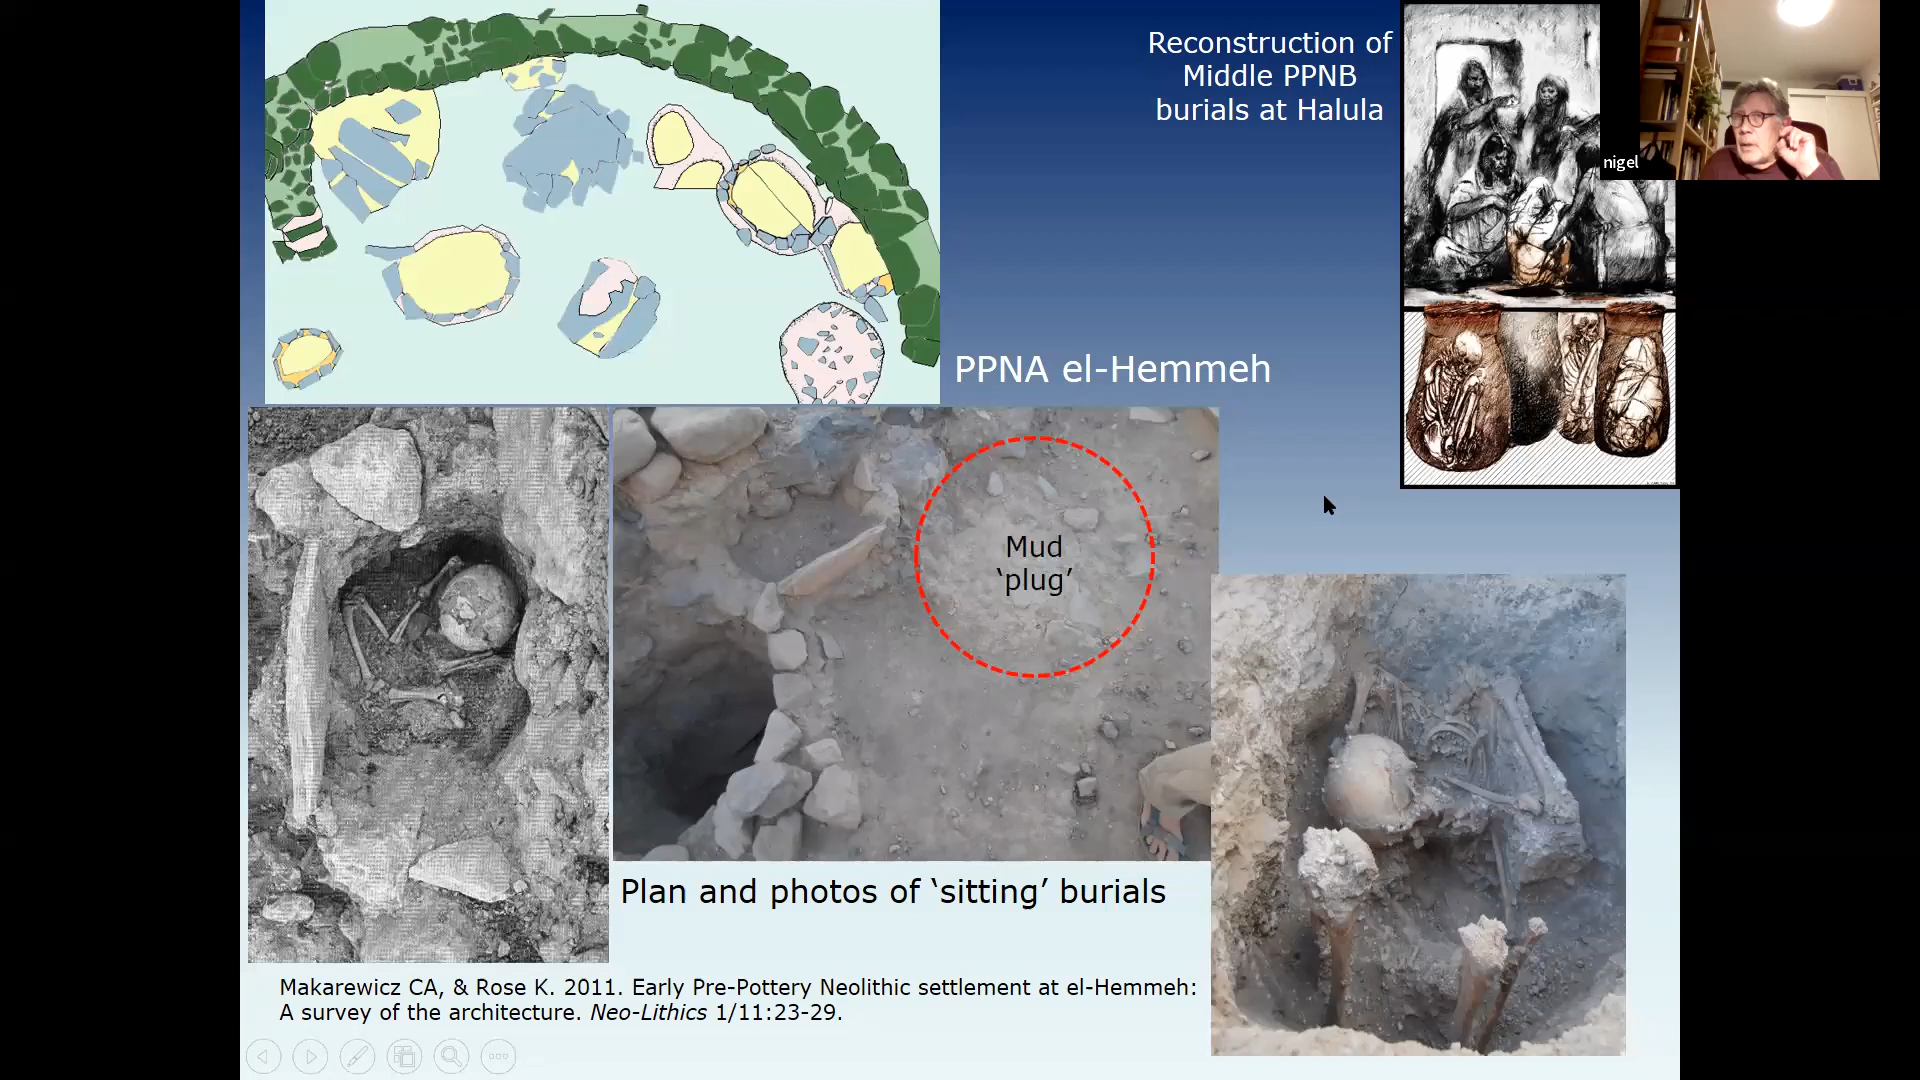 Reconstruction of
Middle PPNB
burials at Halula
nigel
PPNA el-Hemmeh
Mud
‘plug’
Plan and photos of ‘sitting’ burials
Makarewicz CA, & Rose K. 2011. Early Pre-Pottery Neolithic settlement at el-Hemmeh:
A survey of the architecture. Neo-Lithics 1/11:23-29.